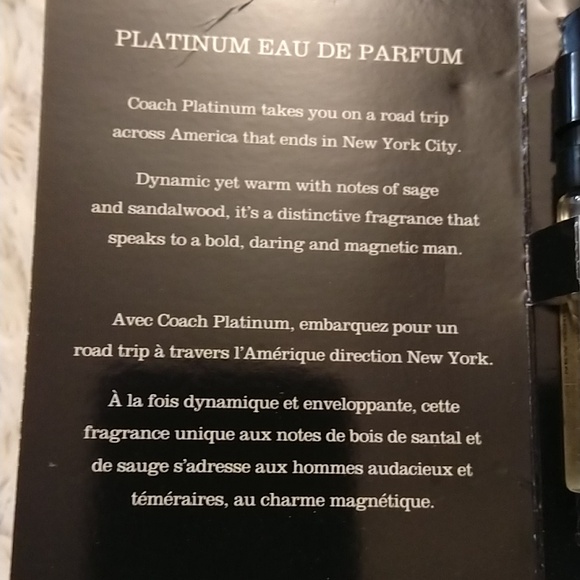 PLATINUM EAU DE PARFUM
Coach Platinum takes you on a road trip
across America that ends in New York City.
Dynamic yet warm with notes of sage
and sandalwood, it's a distinctive fragrance that
speaks to a bold, daring and magnetic man.
Avec Coach Platinum, embarquez pour un
road trip à travers l'Amérique direction New York.
À la fois dynamique et enveloppante, cette
fragrance unique aux notes de bois de santal et
de sauge s'adresse aux hommes audacieux et
téméraires, au charme magnétique.